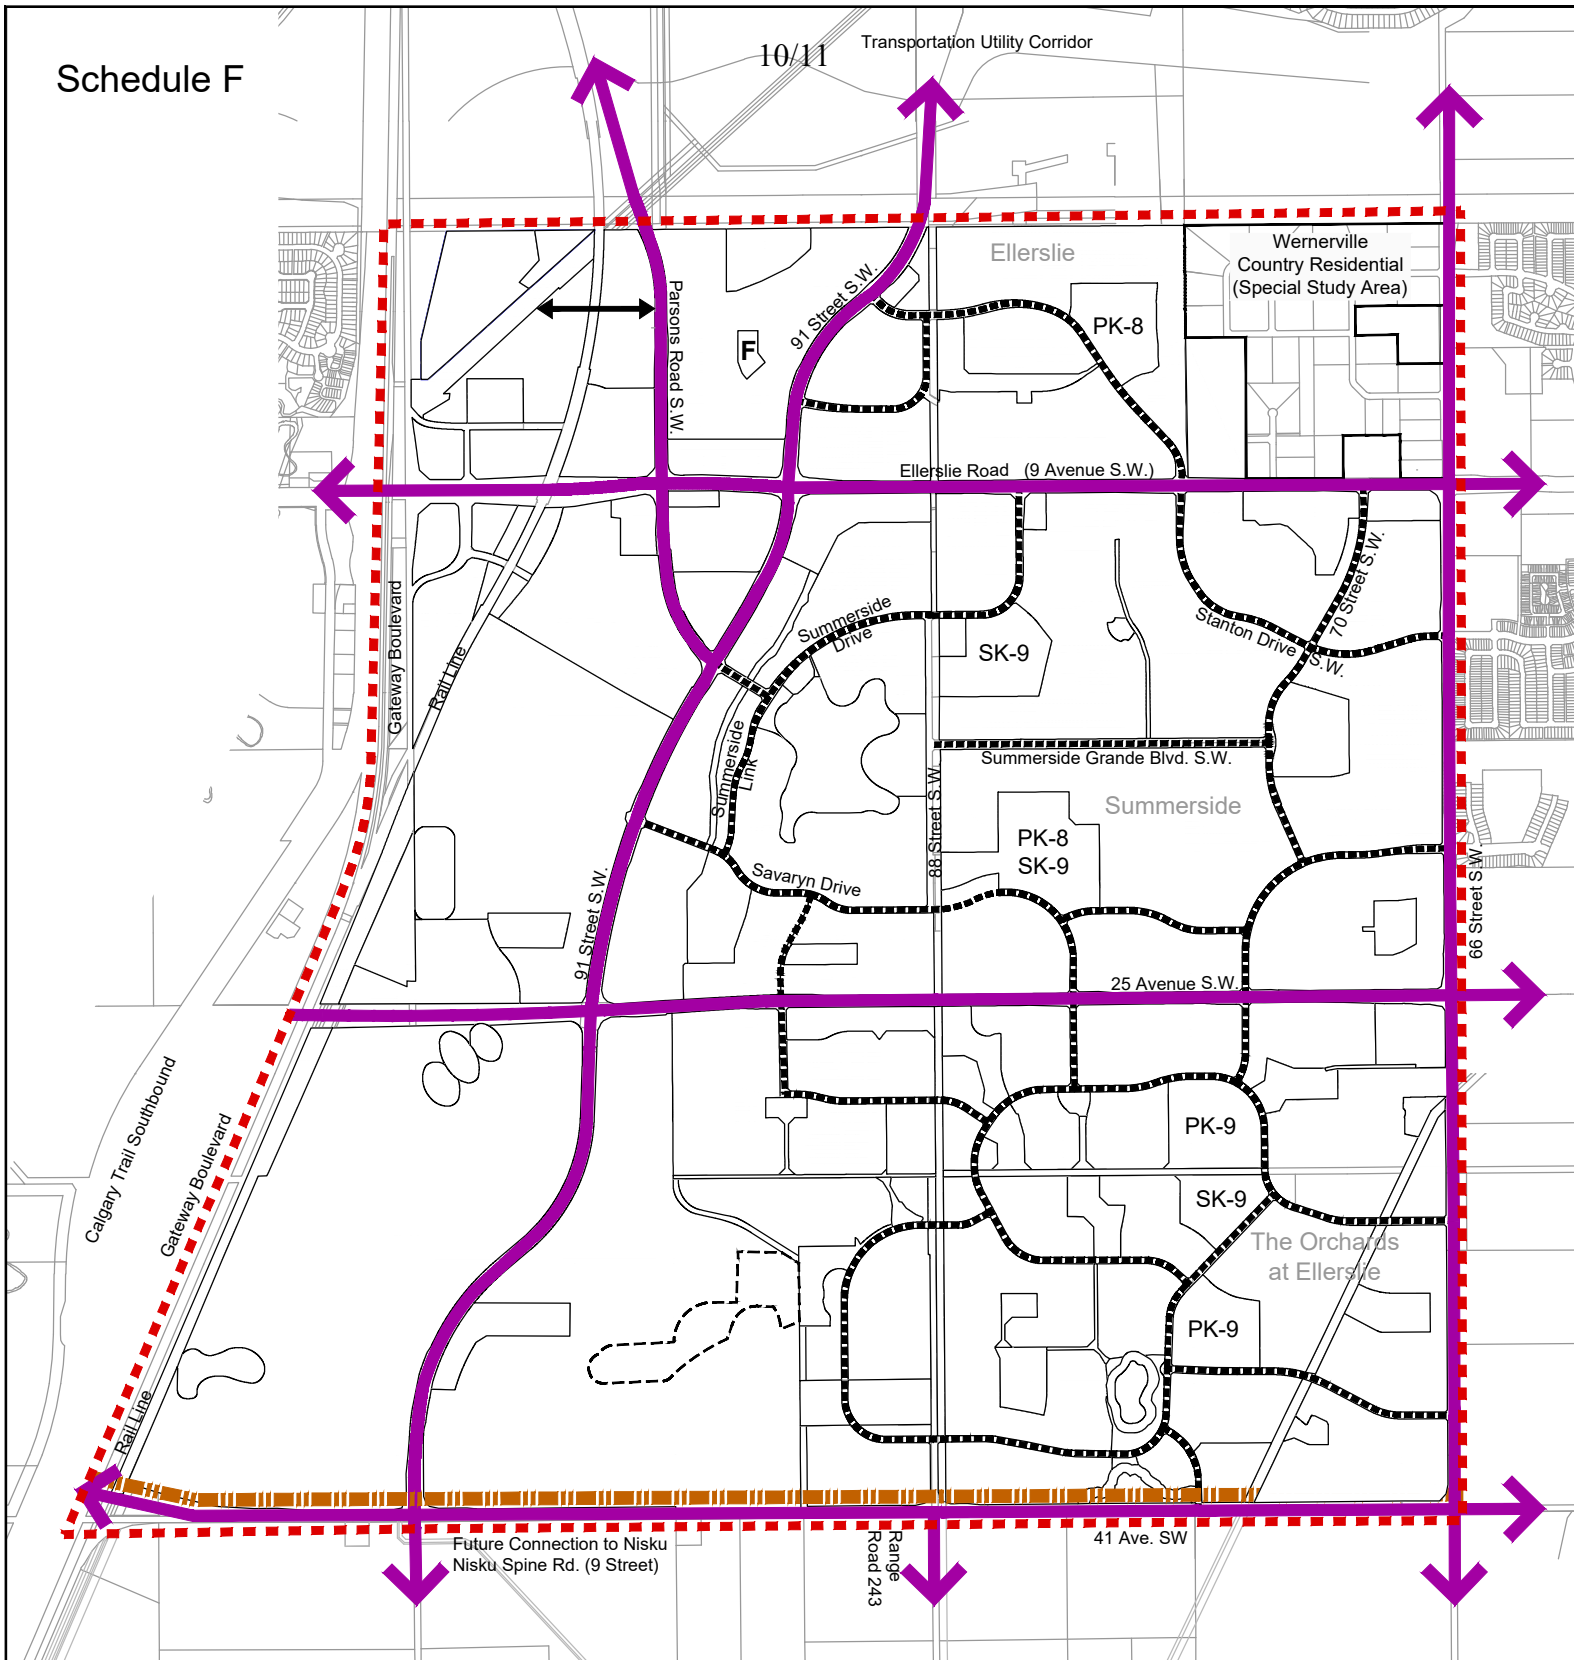 10/11
Transportation Utility Corridor
Schedule F
Ellerslie
Wernerville
Country Residential
(Special Study Area)
91 Street S.W.
Parsons Road S.W.
PK-8
F
Ellerslie Road (9 Avenue S.W.)
Gateway Boulevard
Rail Line
Summerside
Drive
SK-9
Stanton Drive S.W.
70 Street S.W.
Summerside
Link
Summerside Grande Blvd. S.W.
88 Street S.W.
Summerside
PK-8
SK-9
Savaryn Drive
91 Street S.W.
66 Street S.W.
25 Avenue S.W.
Calgary Trail Southbound
Gateway Boulevard
PK-9
SK-9
The Orchards
at Ellerslie
PK-9
Rail Line
Future Connection to Nisku
Nisku Spine Rd. (9 Street)
Range
Road 243
41 Ave. SW